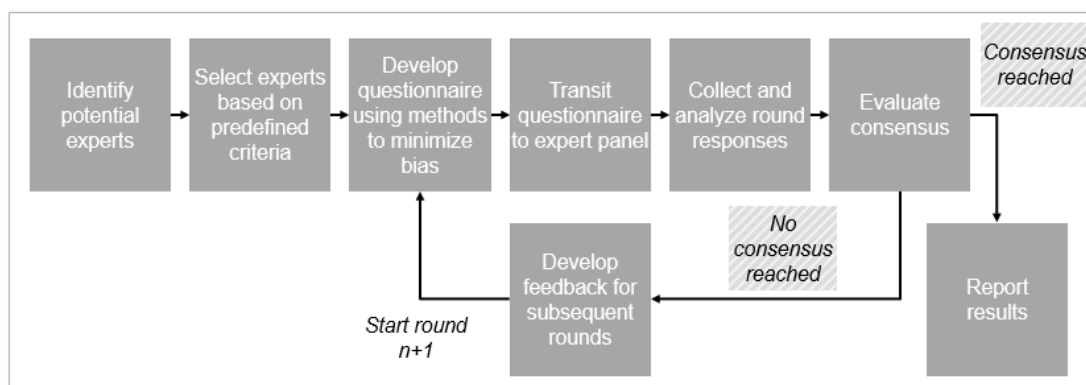 Identify
potential
experts
Select experts
based on
predefined
criteria
Develop
questionnaire
using methods
to minimize
bias
Transit
questionnaire
to expert panel
Collect and
analyze round
responses
Evaluate
consensus
Consensus
reached
No
consensus
reached
Develop
feedback for
subsequent
rounds
Start round
n+1
Report
results